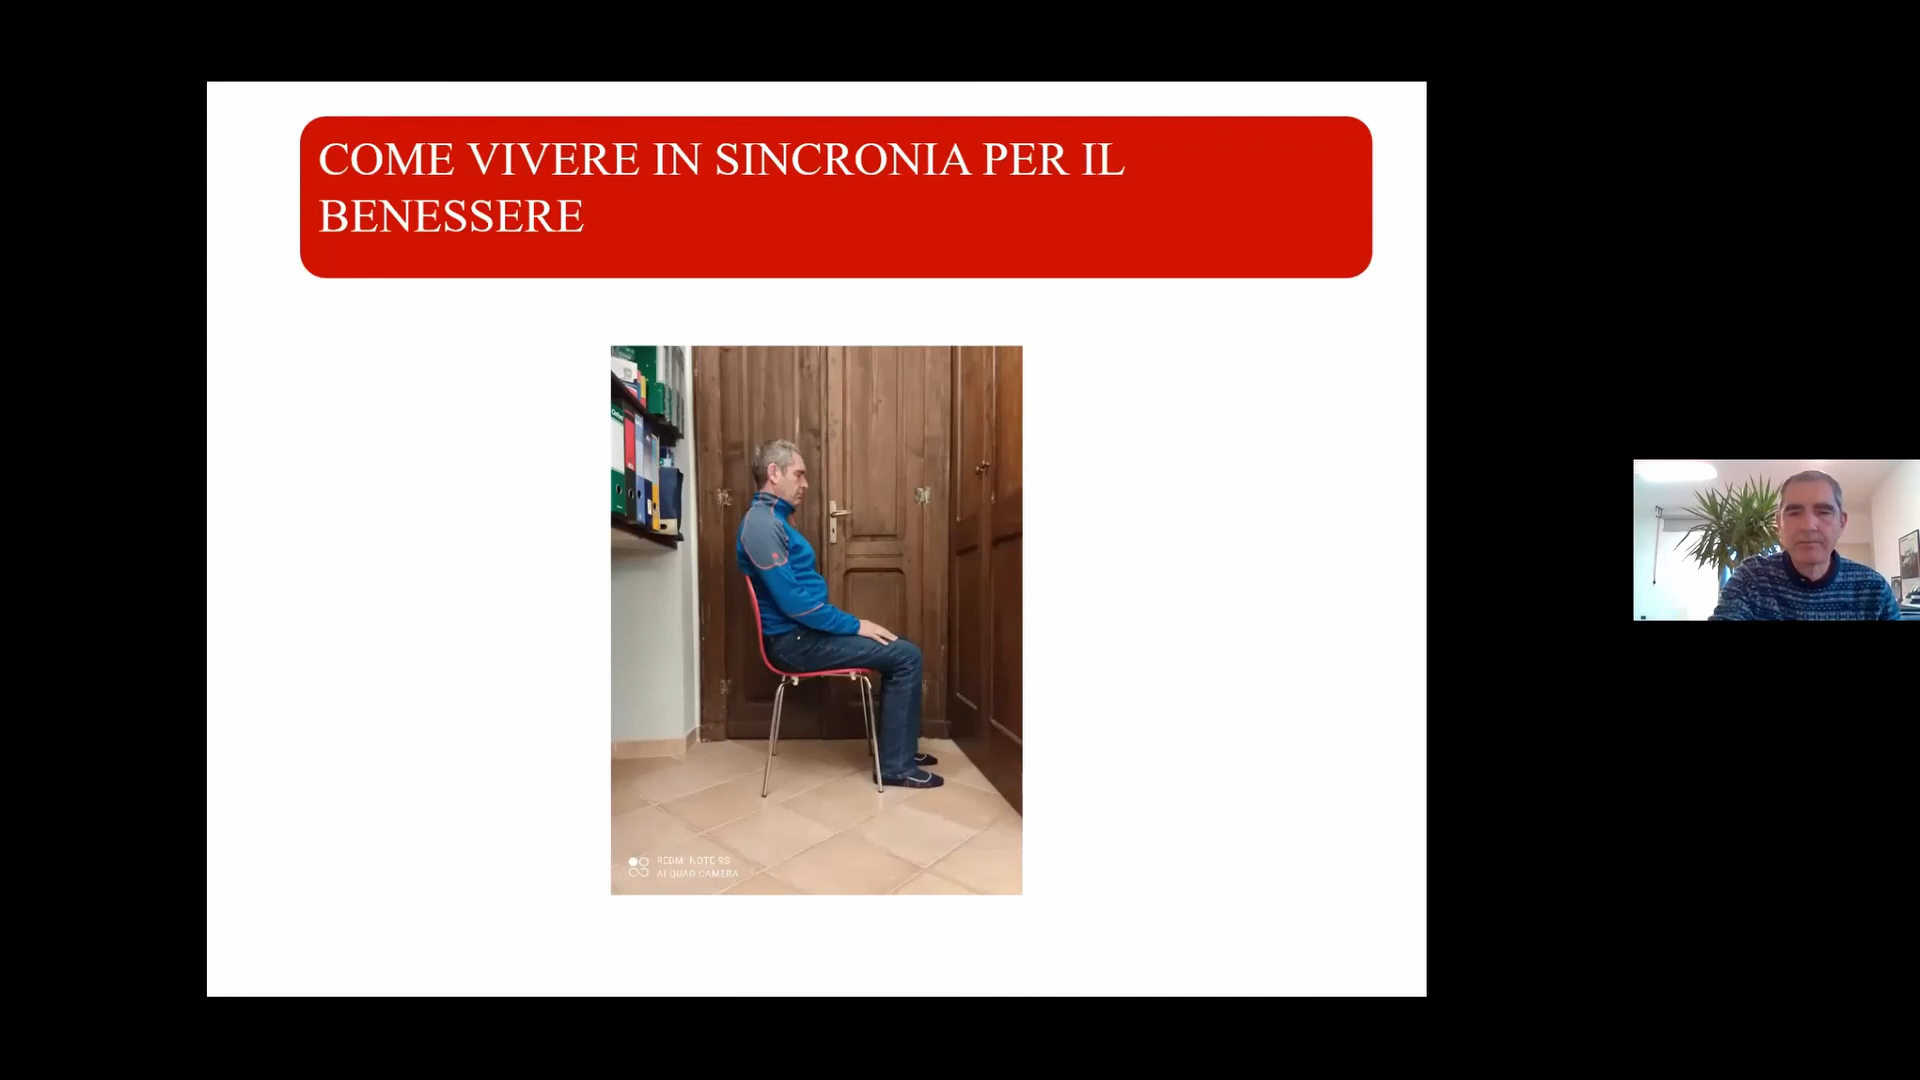 COME VIVERE IN SINCRONIA PER IL
BENESSERE
REDMI NOTE 9S
AI QUAD CAMERA